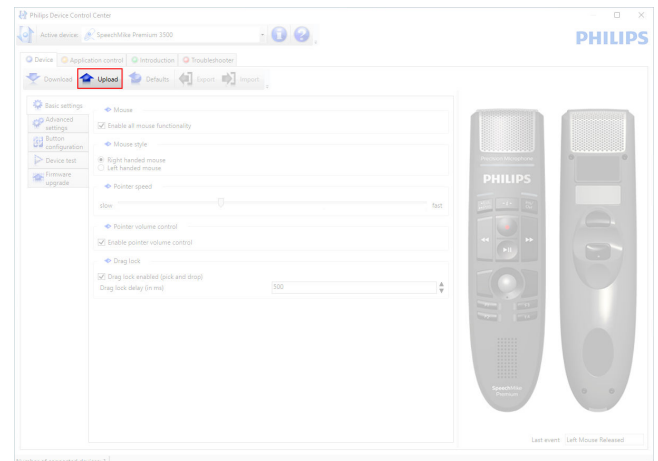 Philips Device Control Center
Active device: SpeechMike Premium 3500
PHILIPS
Device Application control Introduction Troubleshooter
Download Upload Defaults Export Import
Basic settings
Advanced settings
Button configuration
Device test
Firmware upgrade
Mouse
Enable all mouse functionality
Mouse style
Right handed mouse
Left handed mouse
Pointer speed
slow fast
Pointer volume control
Enable pointer volume control
Drag lock
Drag lock enabled (pick and drop)
Drag lock delay (in ms) 500
PHILIPS
SpeechMike
Premium
Last event Left Mouse Released